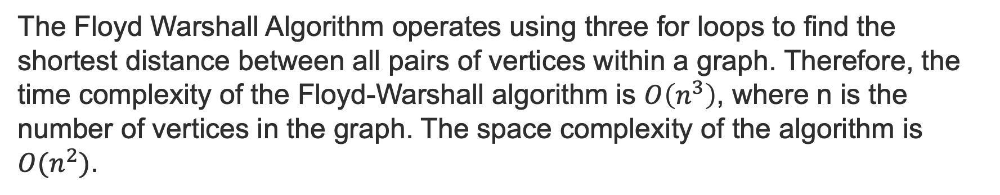 The Floyd Warshall Algorithm operates using three for loops to find the
shortest distance between all pairs of vertices within a graph. Therefore, the
time complexity of the Floyd-Warshall algorithm is O(n³), where n is the
number of vertices in the graph. The space complexity of the algorithm is
O(n²).